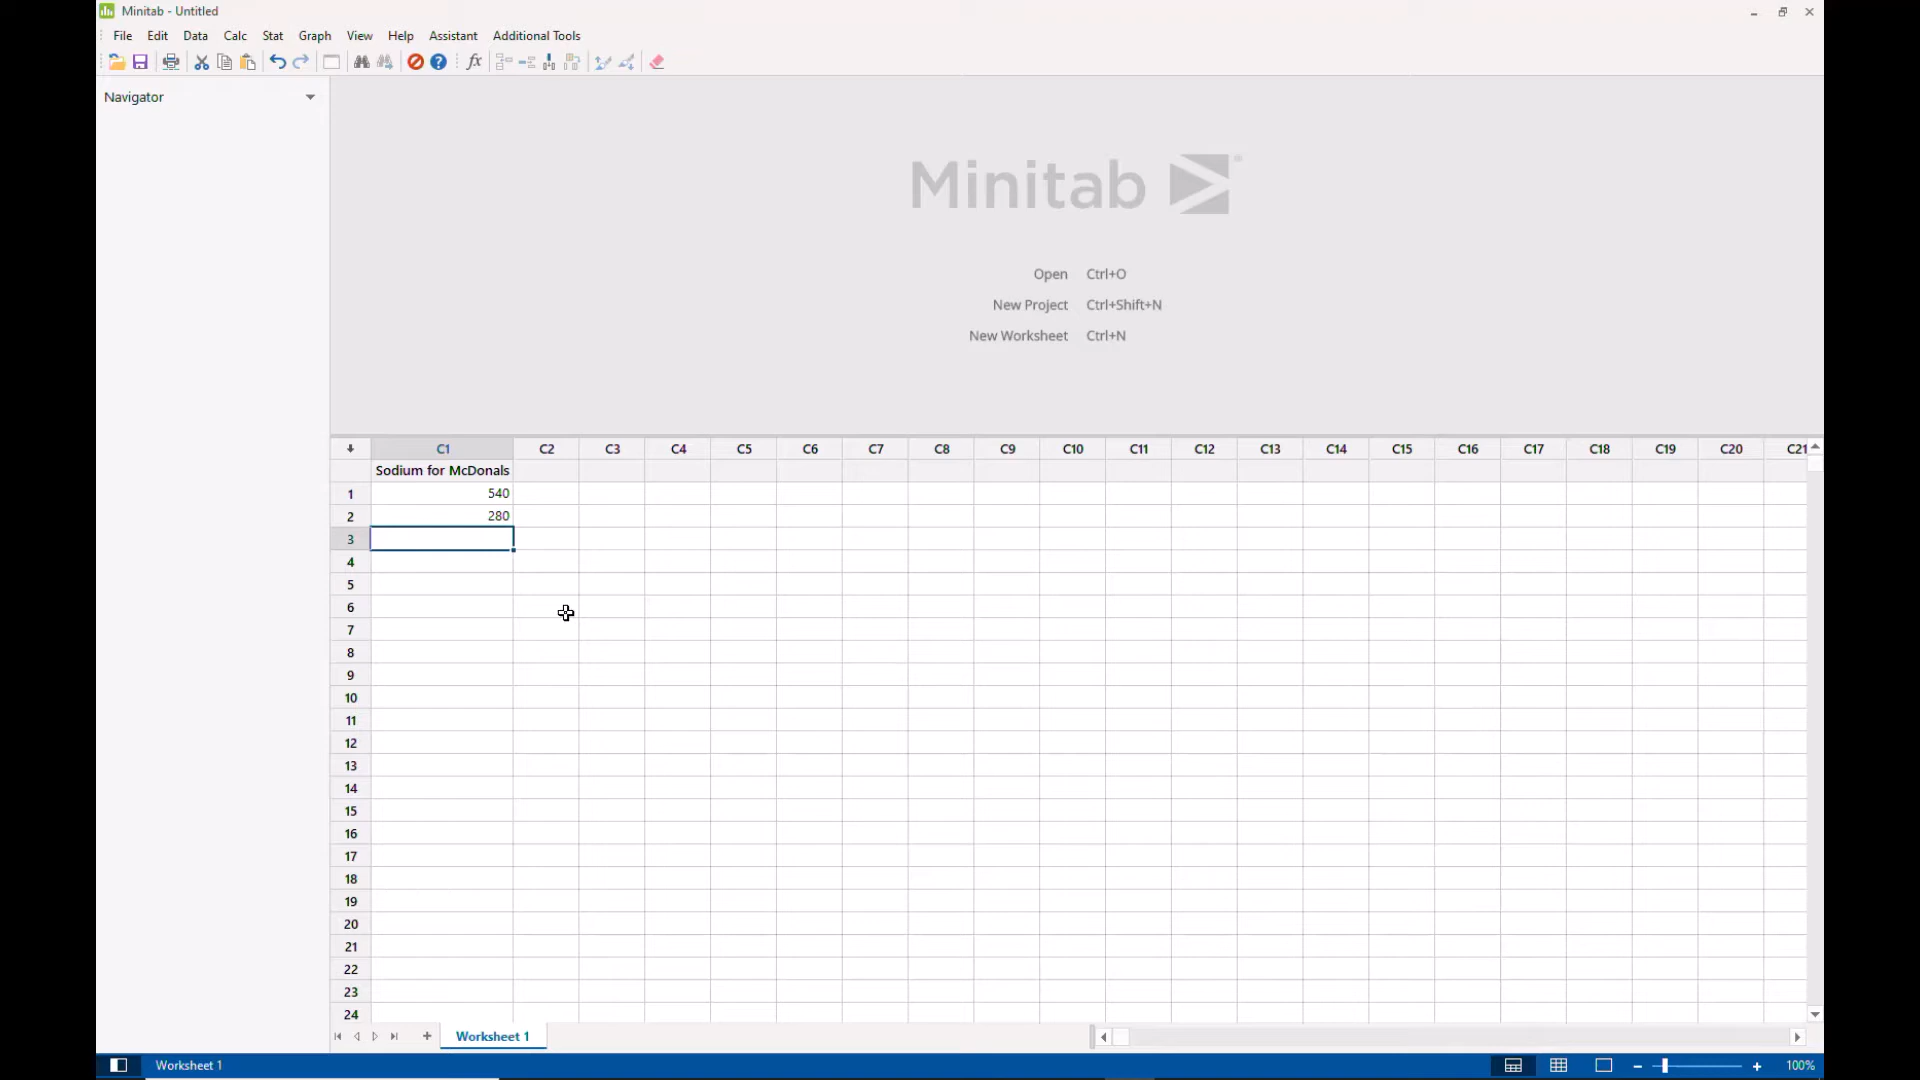 Minitab - Untitled
File Edit Data Calc Stat Graph View Help Assistant Additional Tools
fx
Navigator
Minitab
Open Ctrl+O
New Project Ctrl+Shift+N
New Worksheet Ctrl+N
C1 C2 C3 C4 C5 C6 C7 C8 C9 C10 C11 C12 C13 C14 C15 C16 C17 C18 C19 C20 C21
Sodium for McDonals
1 540
2 280
3
4
5
6
7
8
9
10
11
12
13
14
15
16
17
18
19
20
21
22
23
24
Worksheet 1
Worksheet 1 100%